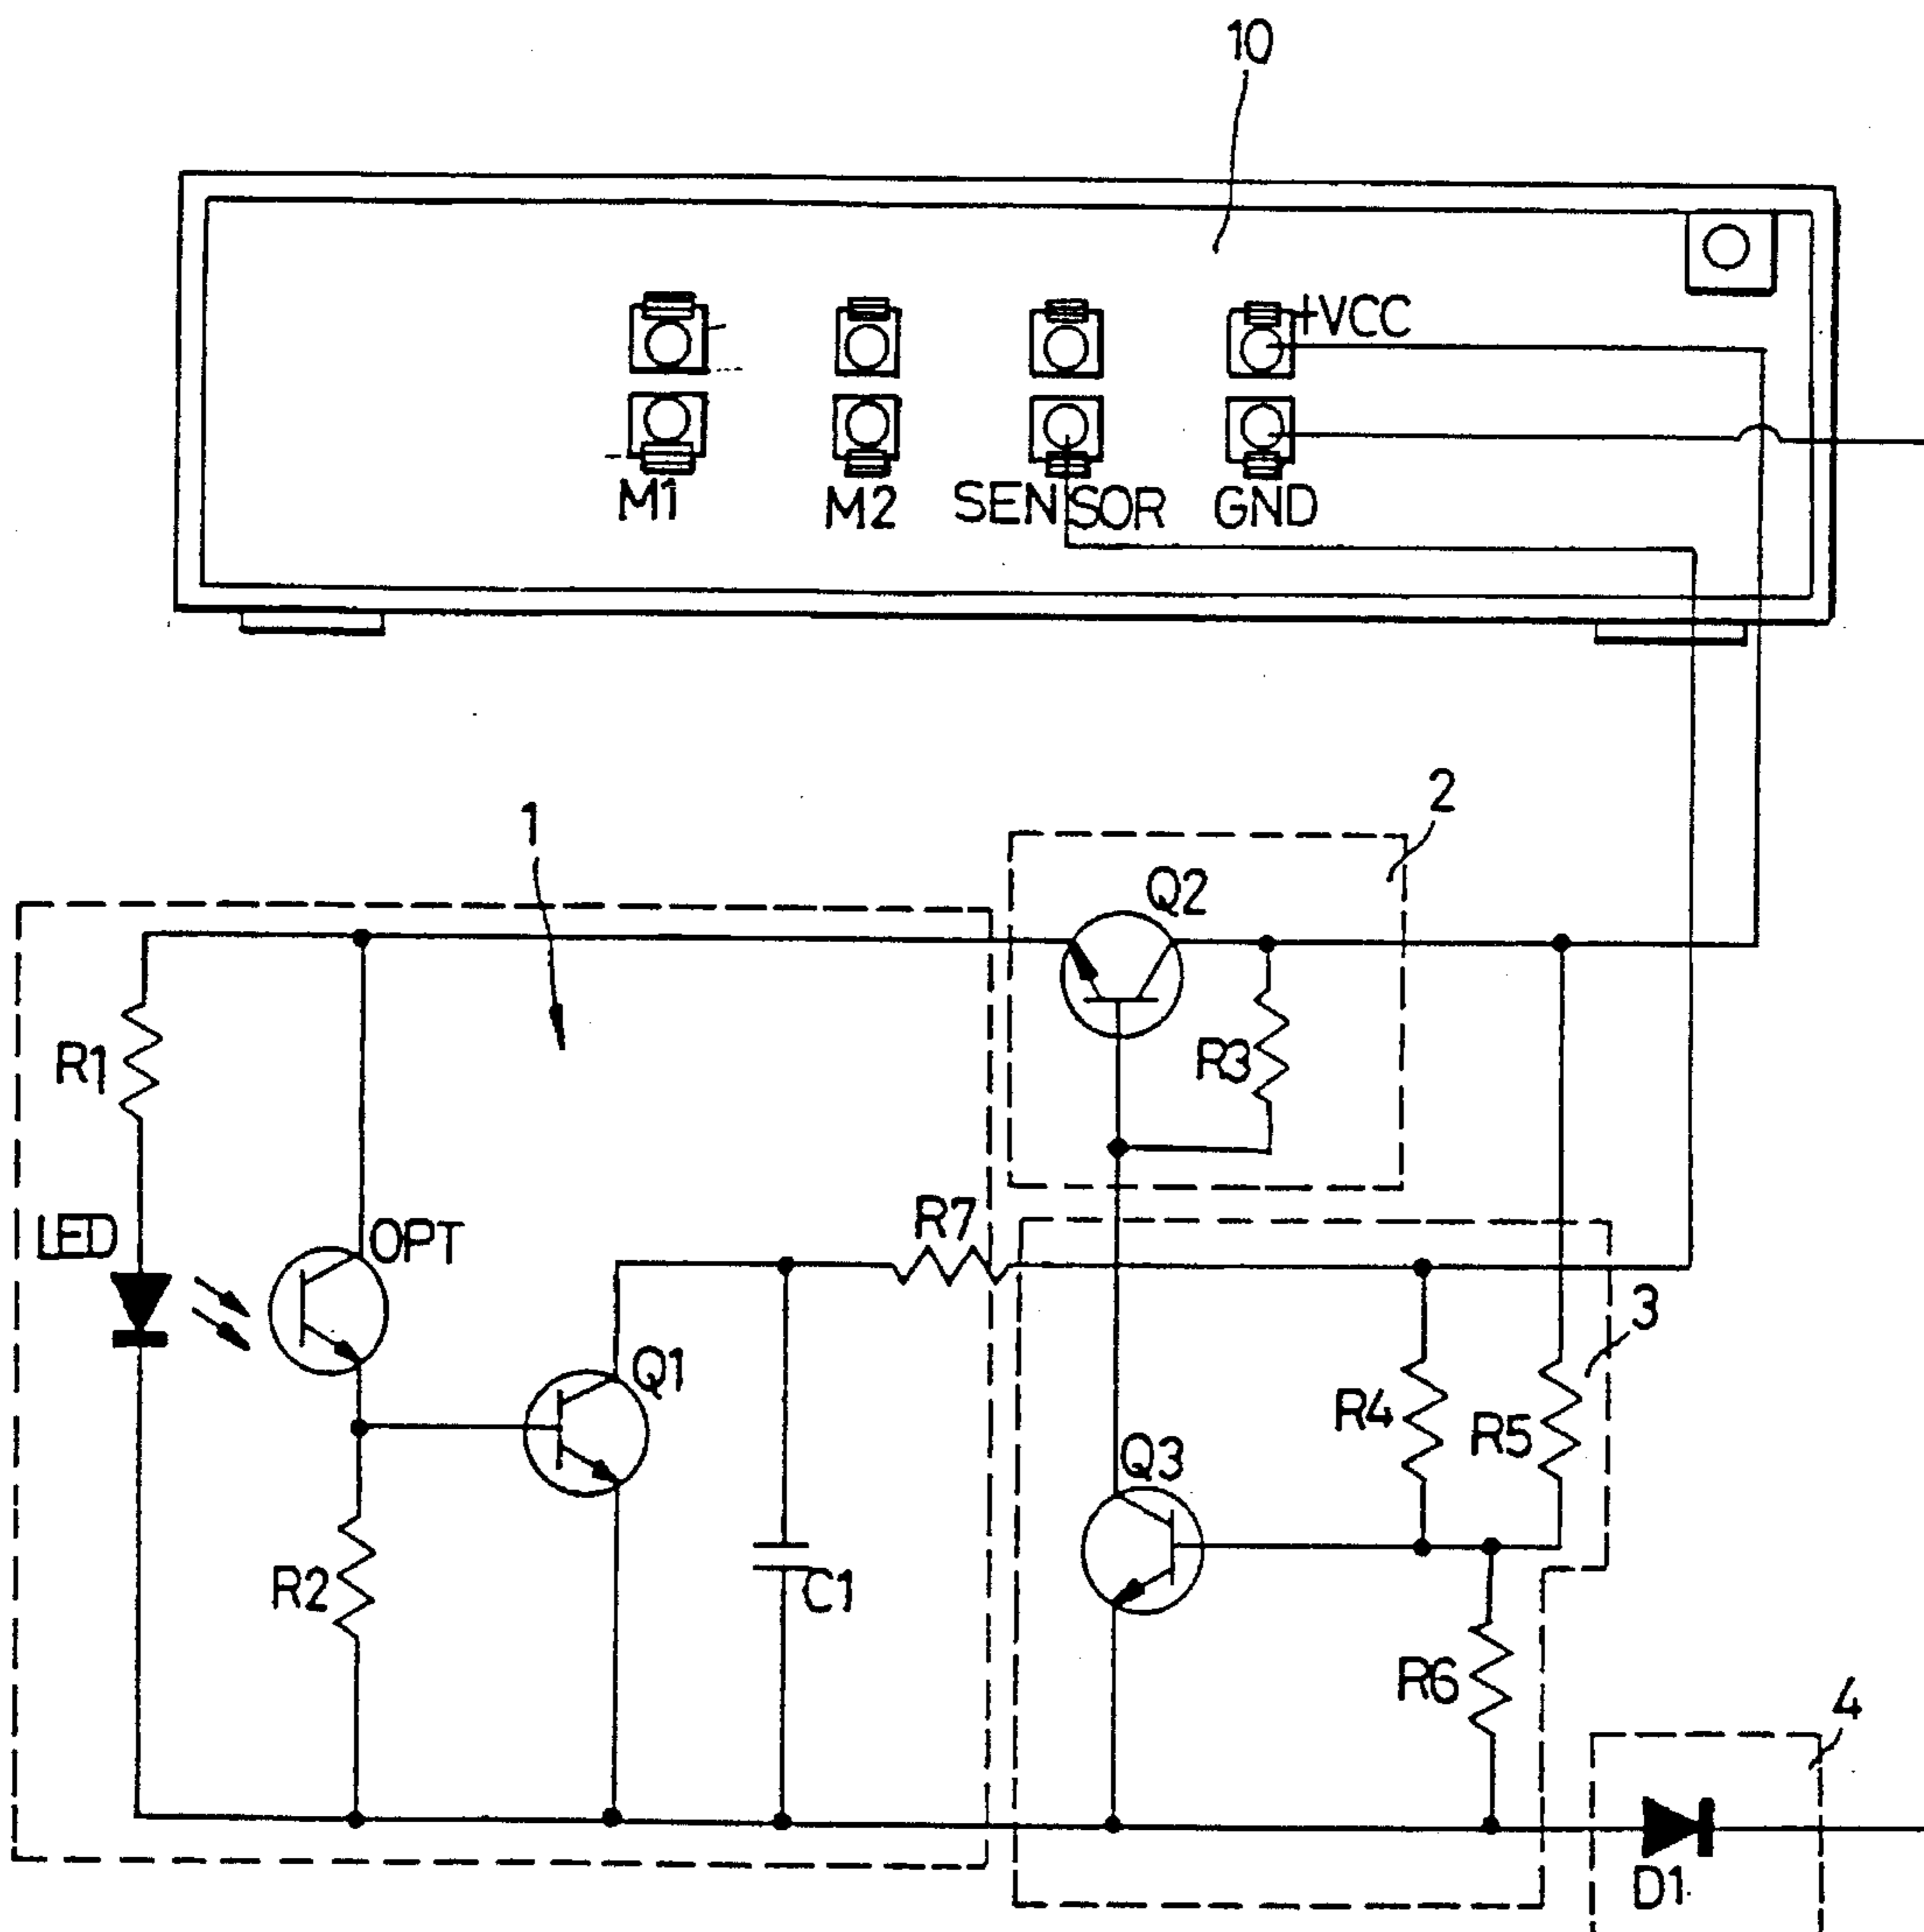 10
+VCC
M1
M2
SENSOR
GND
1
2
Q2
R1
R3
LED
OPT
R7
3
Q1
R4
R5
Q3
R2
C1
R6
4
D1